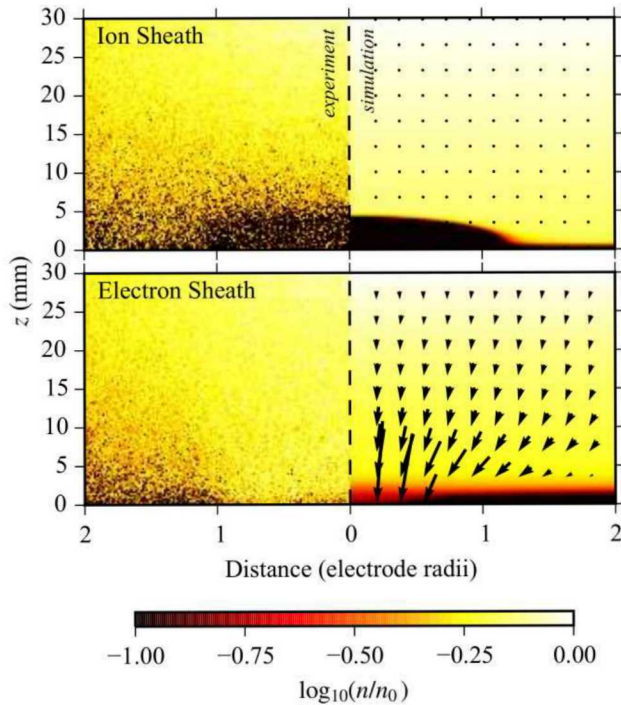 30
25
20
15
10
5
0
Ion Sheath
experiment
simulation
30
25
20
15
10
5
0
Electron Sheath
z (mm)
2 1 0 1 2
Distance (electrode radii)
−1.00 −0.75 −0.50 −0.25 0.00
log₁₀(n/n₀)